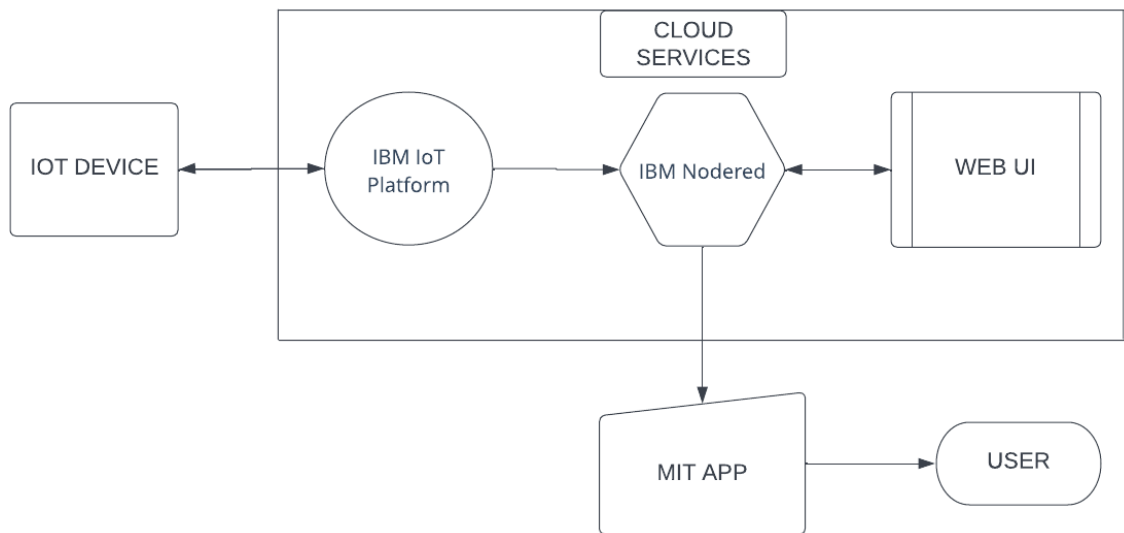 CLOUD
SERVICES
IOT DEVICE
IBM IoT
Platform
IBM Nodered
WEB UI
MIT APP
USER